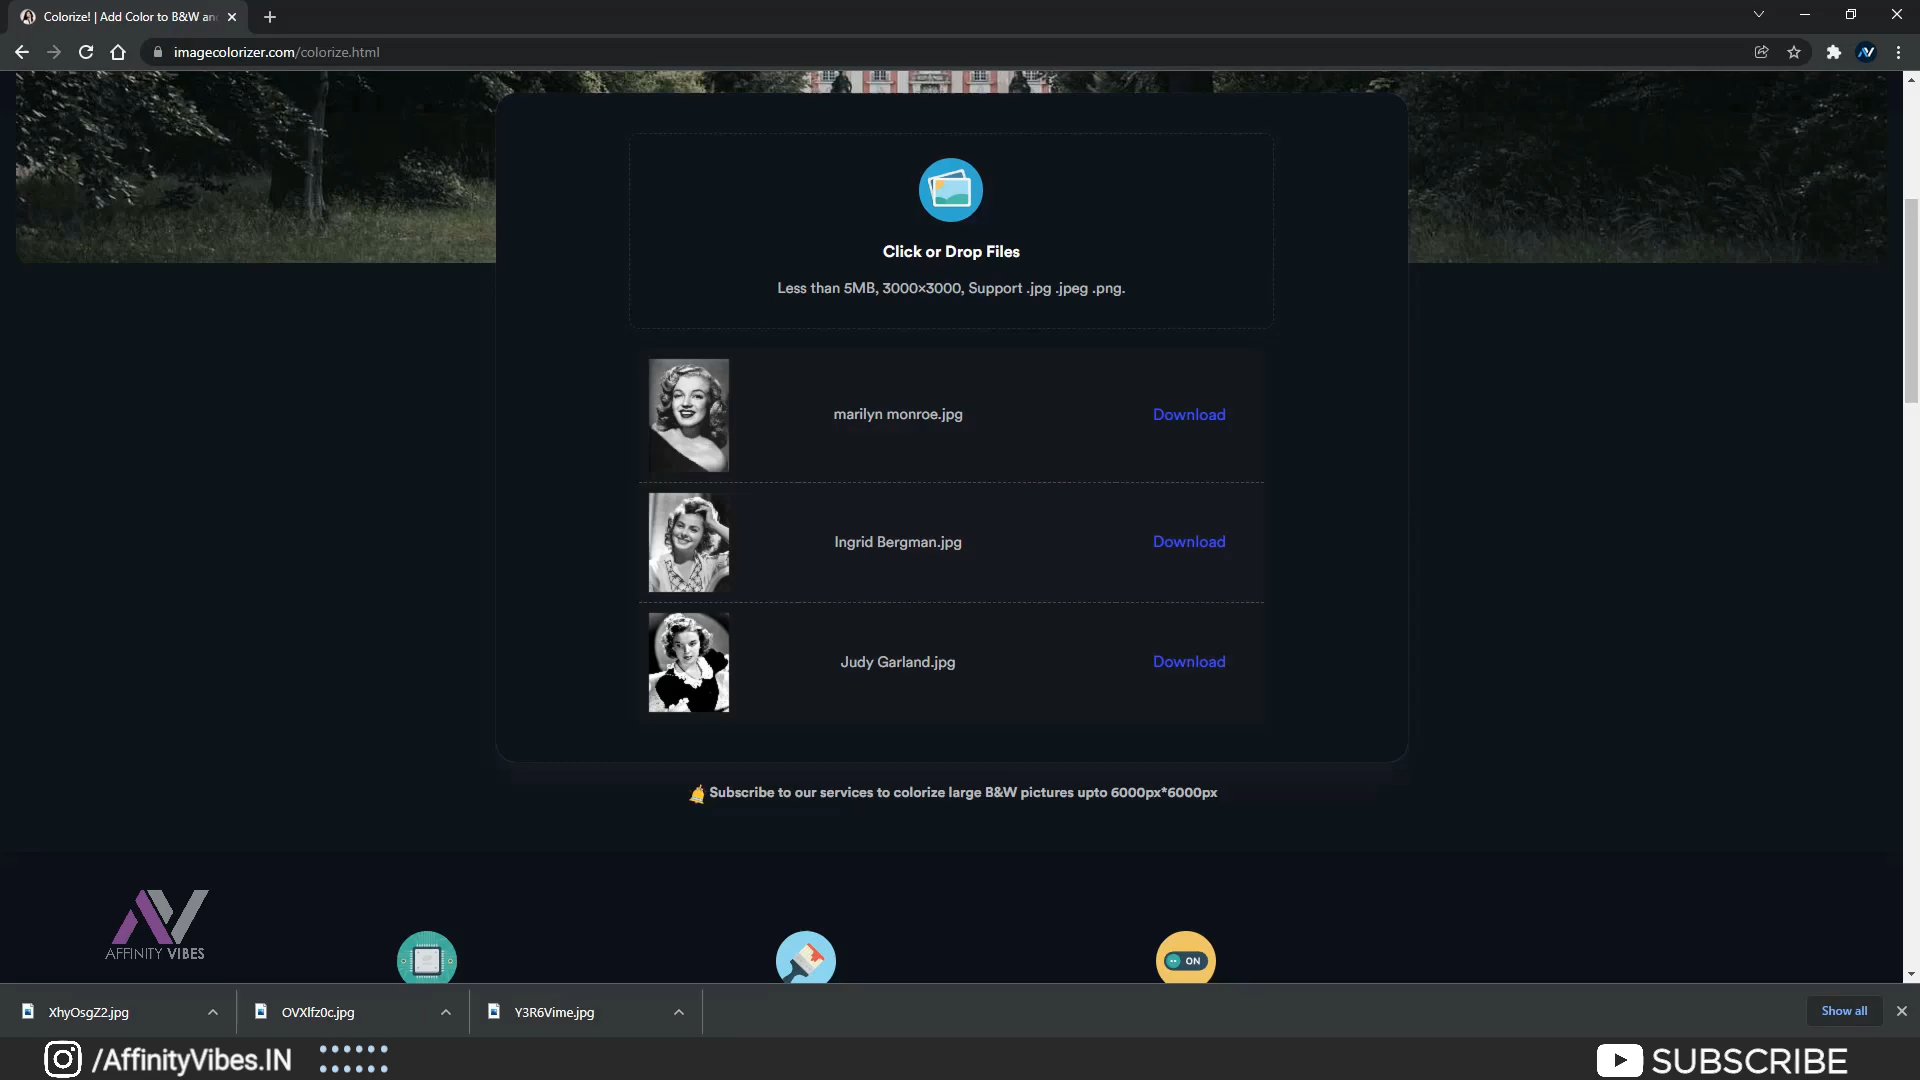 Colorize! | Add Color to B&W an
imagecolorizer.com/colorize.html
Click or Drop Files
Less than 5MB, 3000×3000, Support .jpg .jpeg .png.
marilyn monroe.jpg
Download
Ingrid Bergman.jpg
Download
Judy Garland.jpg
Download
Subscribe to our services to colorize large B&W pictures upto 6000px*6000px
AV
AFFINITY VIBES
ON
XhyOsgZ2.jpg
OVXlfz0c.jpg
Y3R6Vime.jpg
Show all
/AffinityVibes.IN
SUBSCRIBE